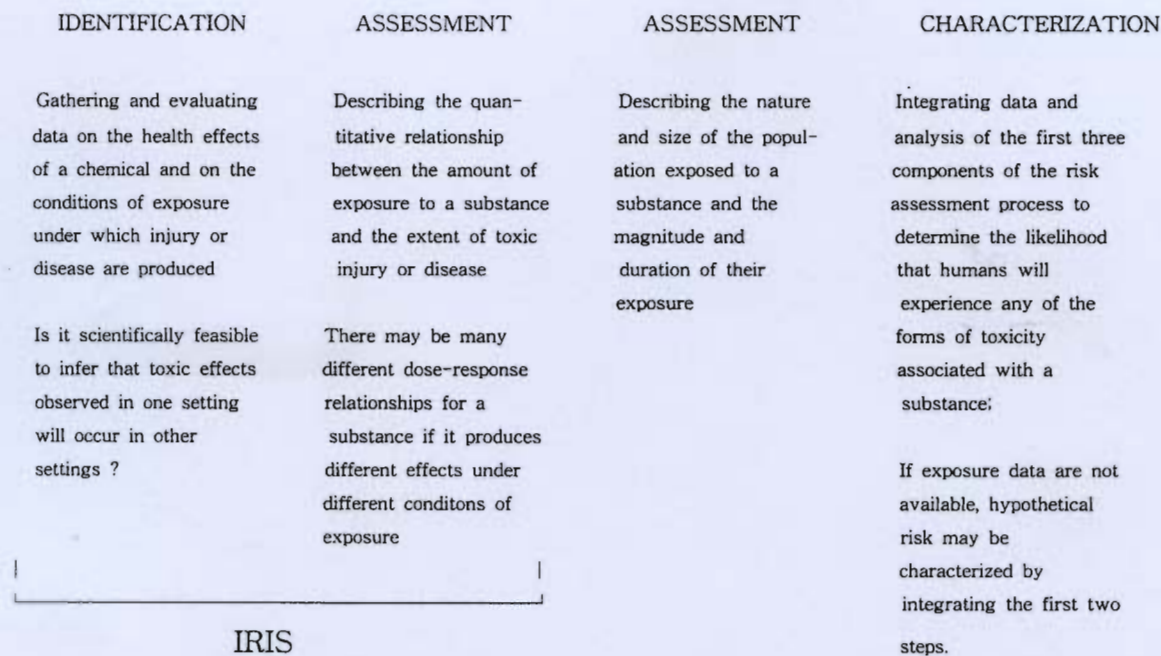 IDENTIFICATION
Gathering and evaluating
data on the health effects
of a chemical and on the
conditions of exposure
under which injury or
disease are produced
Is it scientifically feasible
to infer that toxic effects
observed in one setting
will occur in other
settings ?
ASSESSMENT
Describing the quan-
titative relationship
between the amount of
exposure to a substance
and the extent of toxic
injury or disease
There may be many
different dose-response
relationships for a
substance if it produces
different effects under
different conditons of
exposure
IRIS
ASSESSMENT
Describing the nature
and size of the popul-
ation exposed to a
substance and the
magnitude and
duration of their
exposure
CHARACTERIZATION
Integrating data and
analysis of the first three
components of the risk
assessment process to
determine the likelihood
that humans will
experience any of the
forms of toxicity
associated with a
substance;
If exposure data are not
available, hypothetical
risk may be
characterized by
integrating the first two
steps.